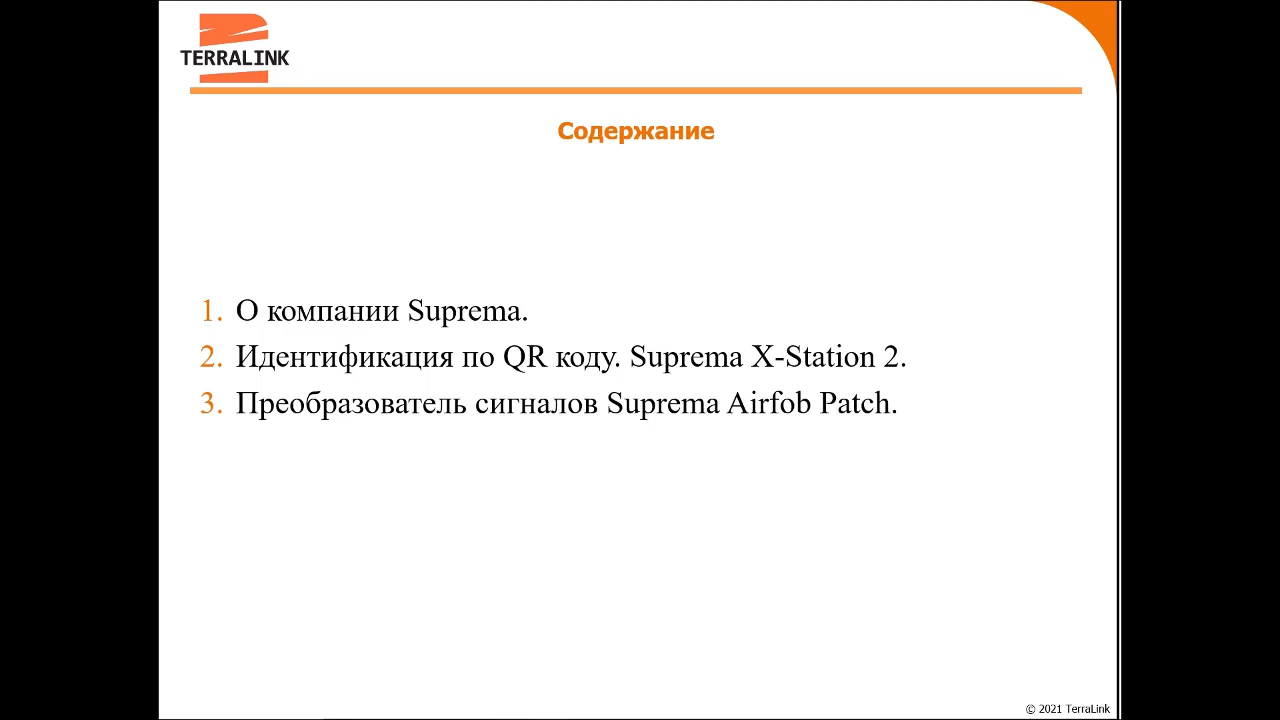 TERRALINK
Содержание
1. О компании Suprema.
2. Идентификация по QR коду. Suprema X-Station 2.
3. Преобразователь сигналов Suprema Airfob Patch.
© 2021 TerraLink